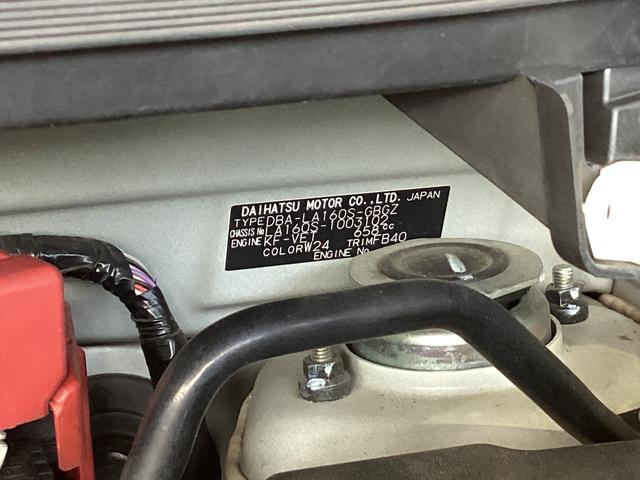 DAIHATSU MOTOR CO.,LTD. JAPAN
TYPE DBA-LA160S-GBGZ
CHASSIS No LA160S-1003102
ENGINE KF-VET 658cc
COLOR W24 TRIM FB40
ENGINE No